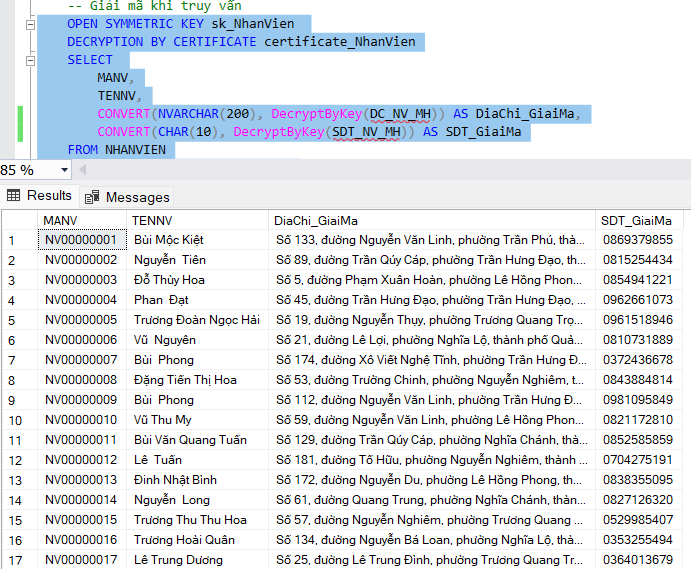 -- Giải mã khi truy vấn
OPEN SYMMETRIC KEY sk_NhanVien
DECRYPTION BY CERTIFICATE certificate_NhanVien
SELECT
MANV,
TENNV,
CONVERT(NVARCHAR(200), DecryptByKey(DC_NV_MH)) AS DiaChi_GiaiMa,
CONVERT(CHAR(10), DecryptByKey(SDT_NV_MH)) AS SDT_GiaiMa
FROM NHANVIEN
85 %
Results Messages
MANV TENNV DiaChi_GiaiMa SDT_GiaiMa
1 NV00000001 Bùi Mộc Kiệt Số 133, đường Nguyễn Văn Linh, phường Trần Phú, thà... 0869379855
2 NV00000002 Nguyễn Tiên Số 89, đường Trần Qúy Cáp, phường Trần Hưng Đạo, th... 0815254434
3 NV00000003 Đỗ Thùy Hoa Số 5, đường Phạm Xuân Hoàn, phường Lê Hồng Phon... 0854941221
4 NV00000004 Phan Đạt Số 45, đường Trần Hưng Đạo, phường Trần Hưng Đạo, ... 0962661073
5 NV00000005 Trương Đoàn Ngọc Hải Số 19, đường Nguyễn Thụy, phường Trương Quang Trọ... 0961518946
6 NV00000006 Vũ Nguyên Số 21, đường Lê Lợi, phường Nghĩa Lộ, thành phố Quả... 0810731889
7 NV00000007 Bùi Phong Số 174, đường Xô Viết Nghệ Tĩnh, phường Trần Hưng Đ... 0372436678
8 NV00000008 Đặng Tiến Thị Hoa Số 53, đường Trường Chinh, phường Nguyễn Nghiêm, t... 0843884814
9 NV00000009 Bùi Phong Số 112, đường Nguyễn Văn Linh, phường Trần Hưng Đ... 0981095849
10 NV00000010 Vũ Thu My Số 59, đường Nguyễn Văn Linh, phường Lê Hồng Phon... 0821172810
11 NV00000011 Bùi Văn Quang Tuấn Số 129, đường Trần Qúy Cáp, phường Nghĩa Chánh, thà... 0852585859
12 NV00000012 Lê Tuấn Số 181, đường Tố Hữu, phường Nguyễn Nghiêm, thành ... 0704275191
13 NV00000013 Đinh Nhật Bình Số 172, đường Nguyễn Du, phường Lê Hồng Phong, thàn... 0838355095
14 NV00000014 Nguyễn Long Số 61, đường Quang Trung, phường Nghĩa Chánh, thàn... 0827126320
15 NV00000015 Trương Thu Thu Hoa Số 57, đường Nguyễn Nghiêm, phường Trương Quang ... 0529985407
16 NV00000016 Trương Hoài Quân Số 134, đường Nguyễn Bá Loan, phường Nghĩa Lộ, thàn... 0353255494
17 NV00000017 Lê Trung Dương Số 25, đường Lê Trung Đình, phường Trương Quang Tr... 0364013679